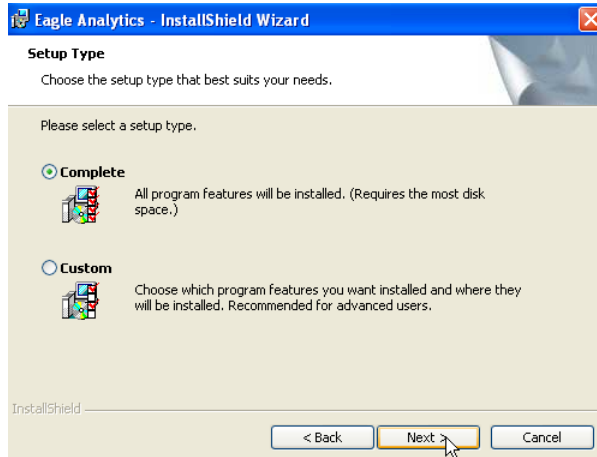 Eagle Analytics - InstallShield Wizard
Setup Type
Choose the setup type that best suits your needs.
Please select a setup type.
Complete
All program features will be installed. (Requires the most disk
space.)
Custom
Choose which program features you want installed and where they
will be installed. Recommended for advanced users.
InstallShield
< Back Next > Cancel